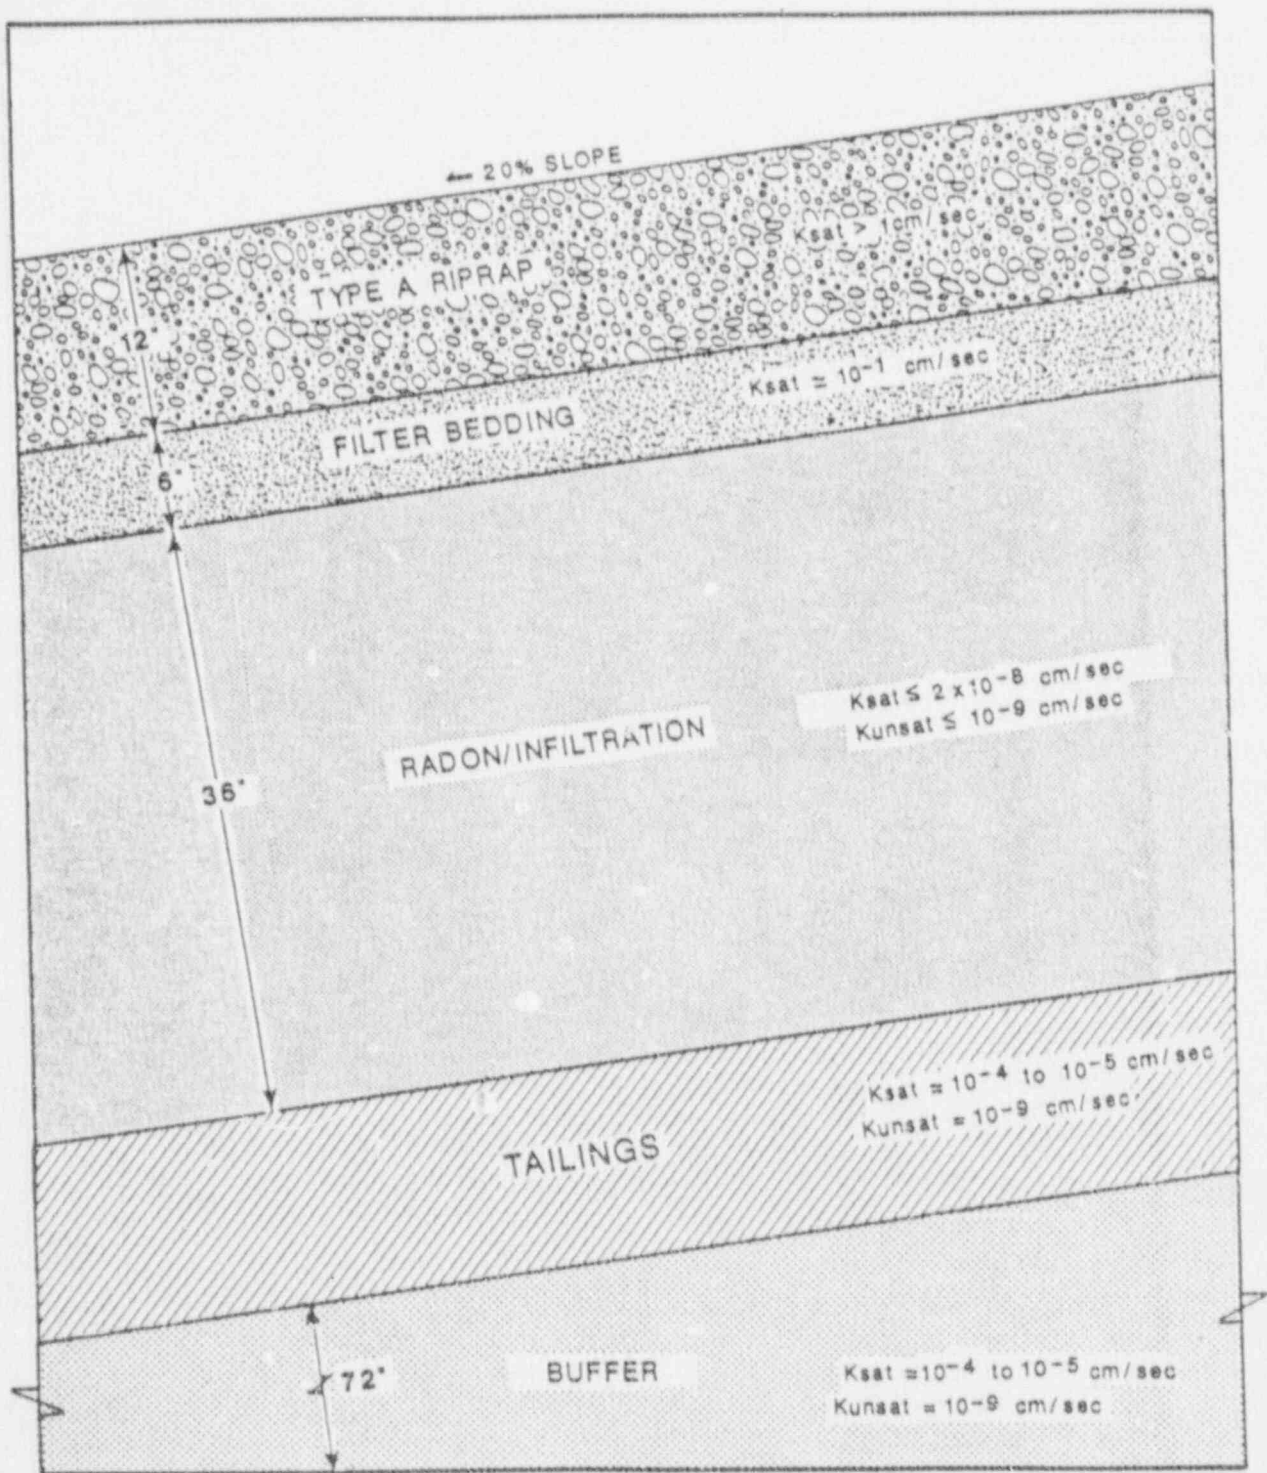 ← 20% SLOPE
Ksat > 1cm/sec
TYPE A RIPRAP
12"
Ksat ≃ 10⁻¹ cm/sec
FILTER BEDDING
6"
Ksat ≤ 2 x 10⁻⁸ cm/sec
Kunsat ≤ 10⁻⁹ cm/sec
RADON/INFILTRATION
36"
Ksat ≃ 10⁻⁴ to 10⁻⁵ cm/sec
Kunsat ≃ 10⁻⁹ cm/sec
TAILINGS
72"
BUFFER
Ksat ≃ 10⁻⁴ to 10⁻⁵ cm/sec
Kunsat ≃ 10⁻⁹ cm/sec